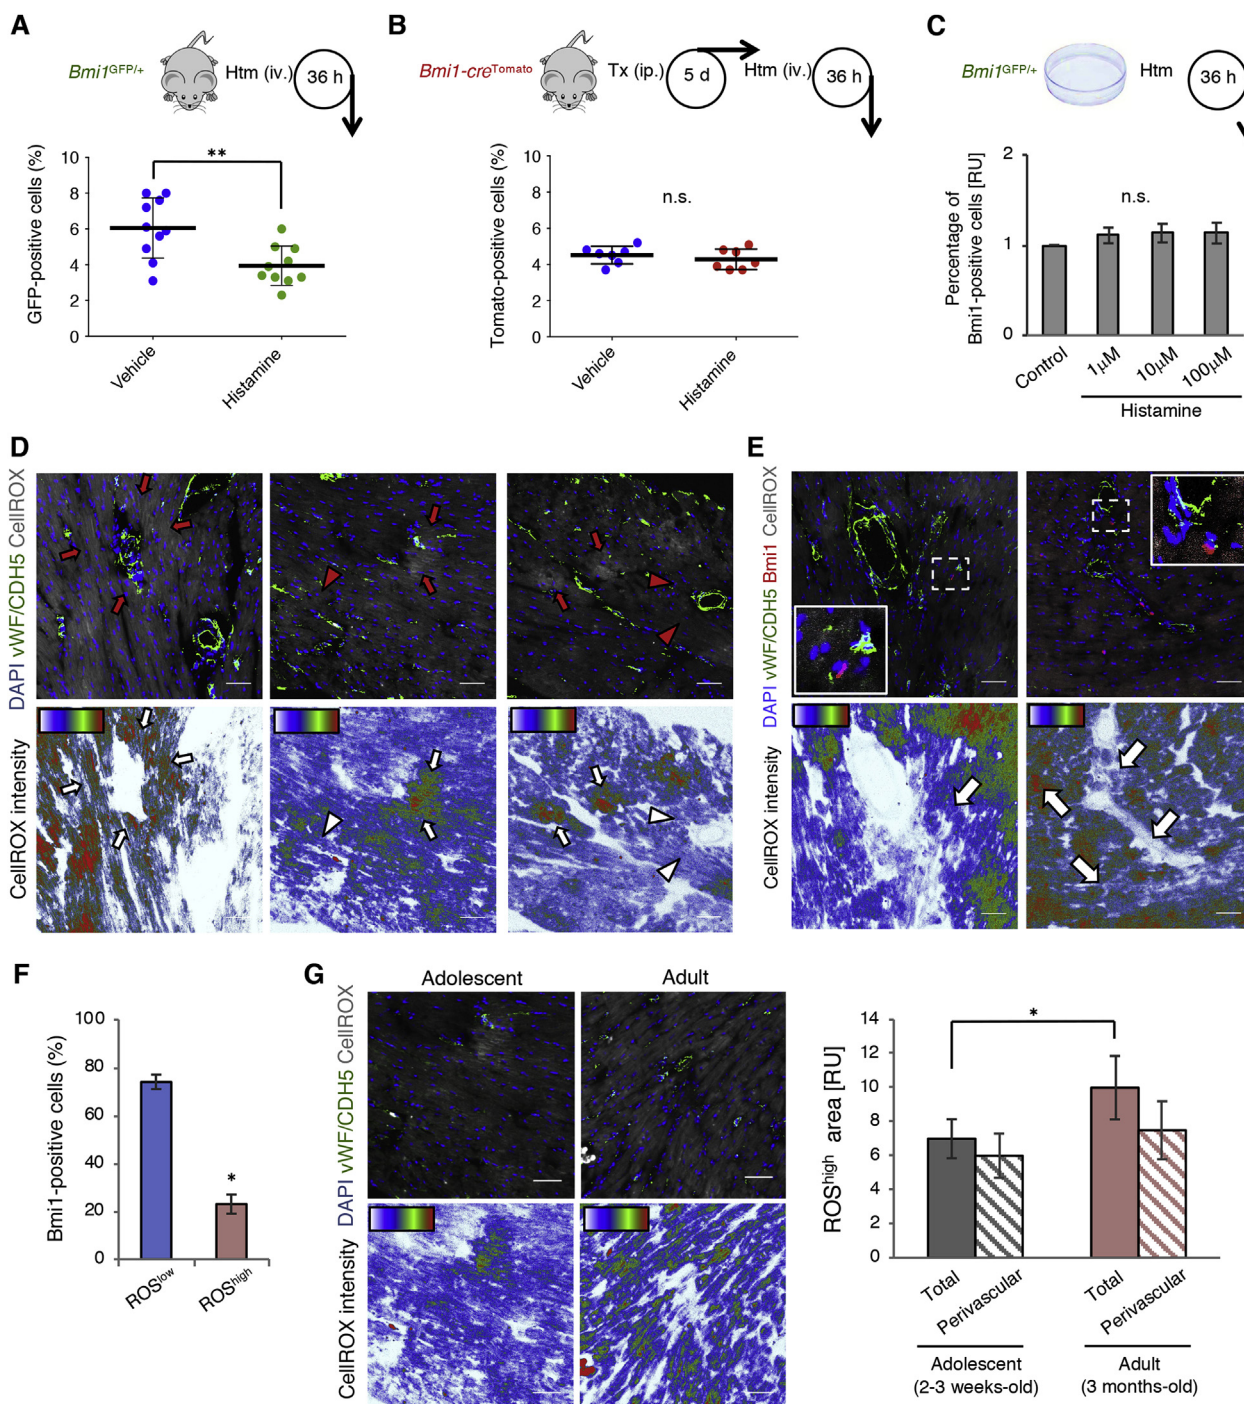 A
Bmi1GFP/+
Htm (iv.)
36 h
GFP-positive cells (%)
10
8
6
4
2
0
**
Vehicle
Histamine
B
Bmi1-creTomato
Tx (ip.)
5 d
Htm (iv.)
36 h
Tomato-positive cells (%)
10
8
6
4
2
0
n.s.
Vehicle
Histamine
C
Bmi1GFP/+
Htm
36 h
Percentage of
Bmi1-positive cells [RU]
2
1
0
n.s.
Control
1µM
10µM
100µM
Histamine
D
DAPI vWF/CDH5 CellROX
CellROX intensity
E
DAPI vWF/CDH5 Bmi1 CellROX
CellROX intensity
F
Bmi1-positive cells (%)
100
80
60
40
20
0
*
ROSlow
ROShigh
G
Adolescent
Adult
DAPI vWF/CDH5 CellROX
CellROX intensity
ROShigh area [RU]
14
12
10
8
6
4
2
0
*
Total
Perivascular
Total
Perivascular
Adolescent
(2-3 weeks-old)
Adult
(3 months-old)